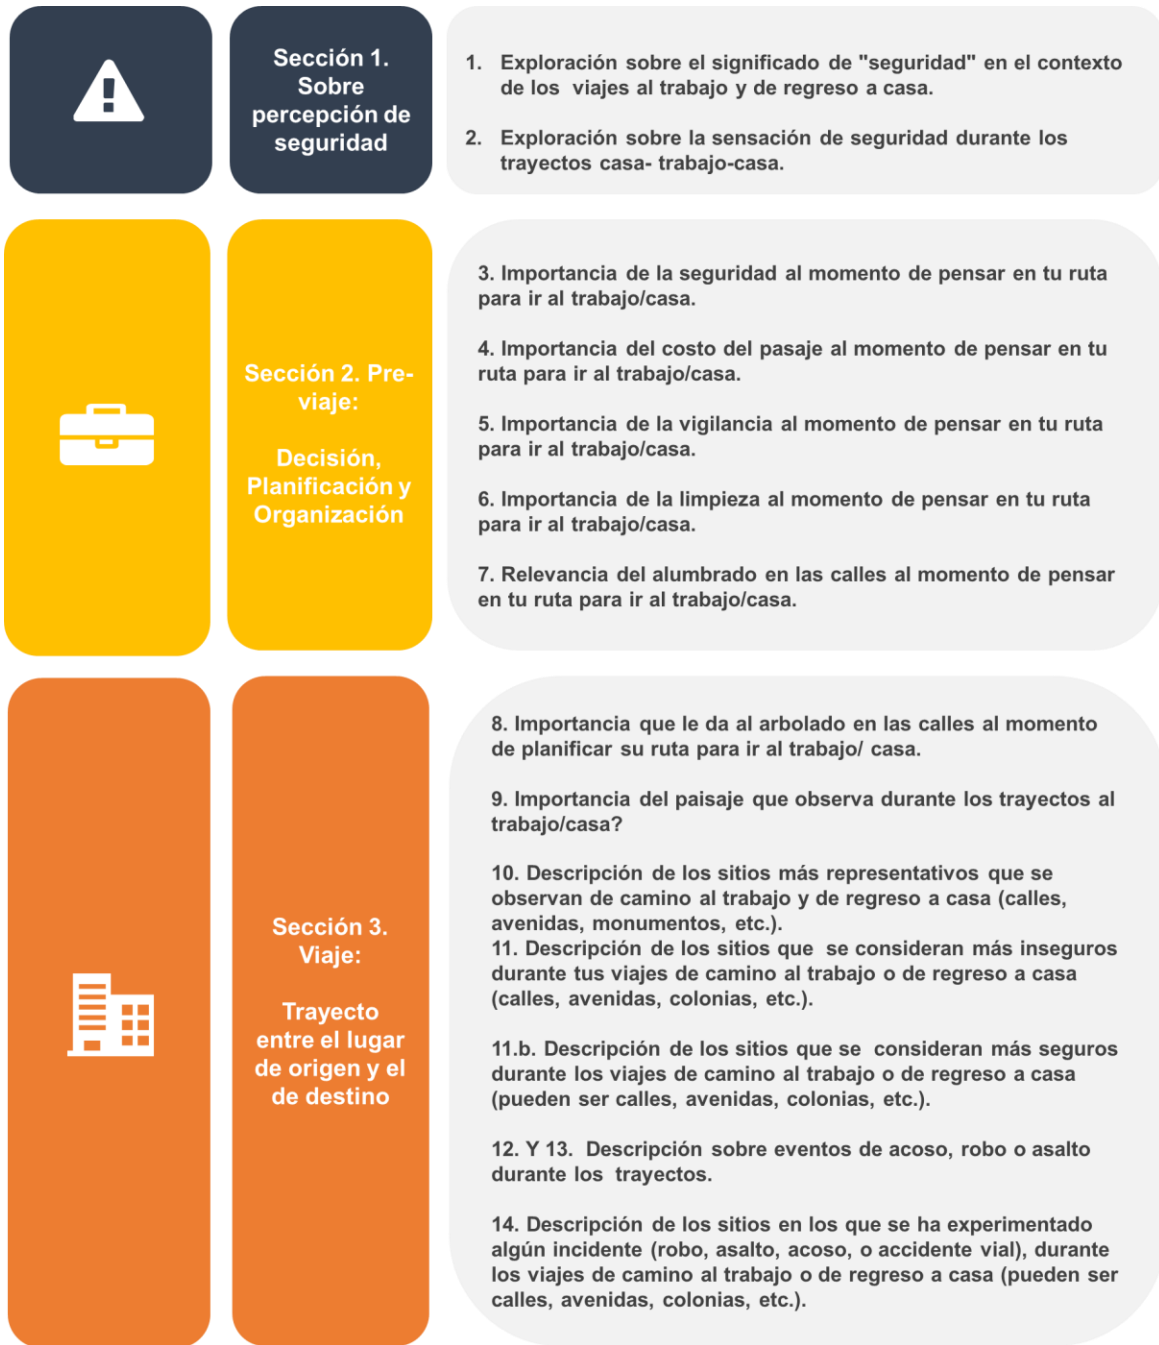 Sección 1.
Sobre
percepción de
seguridad
1. Exploración sobre el significado de "seguridad" en el contexto
de los viajes al trabajo y de regreso a casa.
2. Exploración sobre la sensación de seguridad durante los
trayectos casa- trabajo-casa.
Sección 2. Pre-
viaje:
Decisión,
Planificación y
Organización
3. Importancia de la seguridad al momento de pensar en tu ruta
para ir al trabajo/casa.
4. Importancia del costo del pasaje al momento de pensar en tu
ruta para ir al trabajo/casa.
5. Importancia de la vigilancia al momento de pensar en tu ruta
para ir al trabajo/casa.
6. Importancia de la limpieza al momento de pensar en tu ruta
para ir al trabajo/casa.
7. Relevancia del alumbrado en las calles al momento de pensar
en tu ruta para ir al trabajo/casa.
Sección 3.
Viaje:
Trayecto
entre el lugar
de origen y el
de destino
8. Importancia que le da al arbolado en las calles al momento
de planificar su ruta para ir al trabajo/ casa.
9. Importancia del paisaje que observa durante los trayectos al
trabajo/casa?
10. Descripción de los sitios más representativos que se
observan de camino al trabajo y de regreso a casa (calles,
avenidas, monumentos, etc.).
11. Descripción de los sitios que se consideran más inseguros
durante tus viajes de camino al trabajo o de regreso a casa
(calles, avenidas, colonias, etc.).
11.b. Descripción de los sitios que se consideran más seguros
durante los viajes de camino al trabajo o de regreso a casa
(pueden ser calles, avenidas, colonias, etc.).
12. Y 13. Descripción sobre eventos de acoso, robo o asalto
durante los trayectos.
14. Descripción de los sitios en los que se ha experimentado
algún incidente (robo, asalto, acoso, o accidente vial), durante
los viajes de camino al trabajo o de regreso a casa (pueden ser
calles, avenidas, colonias, etc.).